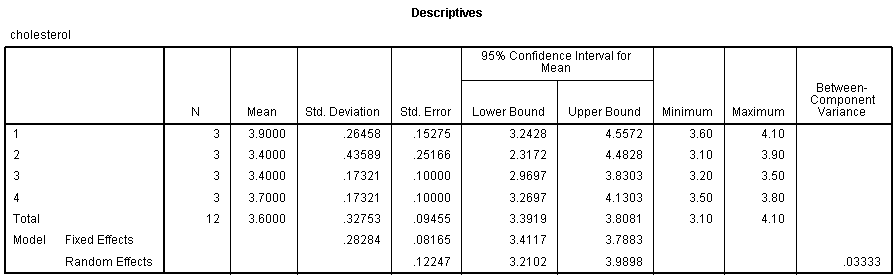 Descriptives
cholesterol
N Mean Std. Deviation Std. Error 95% Confidence Interval for Mean Lower Bound Upper Bound Minimum Maximum Between-Component Variance
1 3 3.9000 .26458 .15275 3.2428 4.5572 3.60 4.10
2 3 3.4000 .43589 .25166 2.3172 4.4828 3.10 3.90
3 3 3.4000 .17321 .10000 2.9697 3.8303 3.20 3.50
4 3 3.7000 .17321 .10000 3.2697 4.1303 3.50 3.80
Total 12 3.6000 .32753 .09455 3.3919 3.8081 3.10 4.10
Model Fixed Effects .28284 .08165 3.4117 3.7883
Random Effects .12247 3.2102 3.9898 .03333